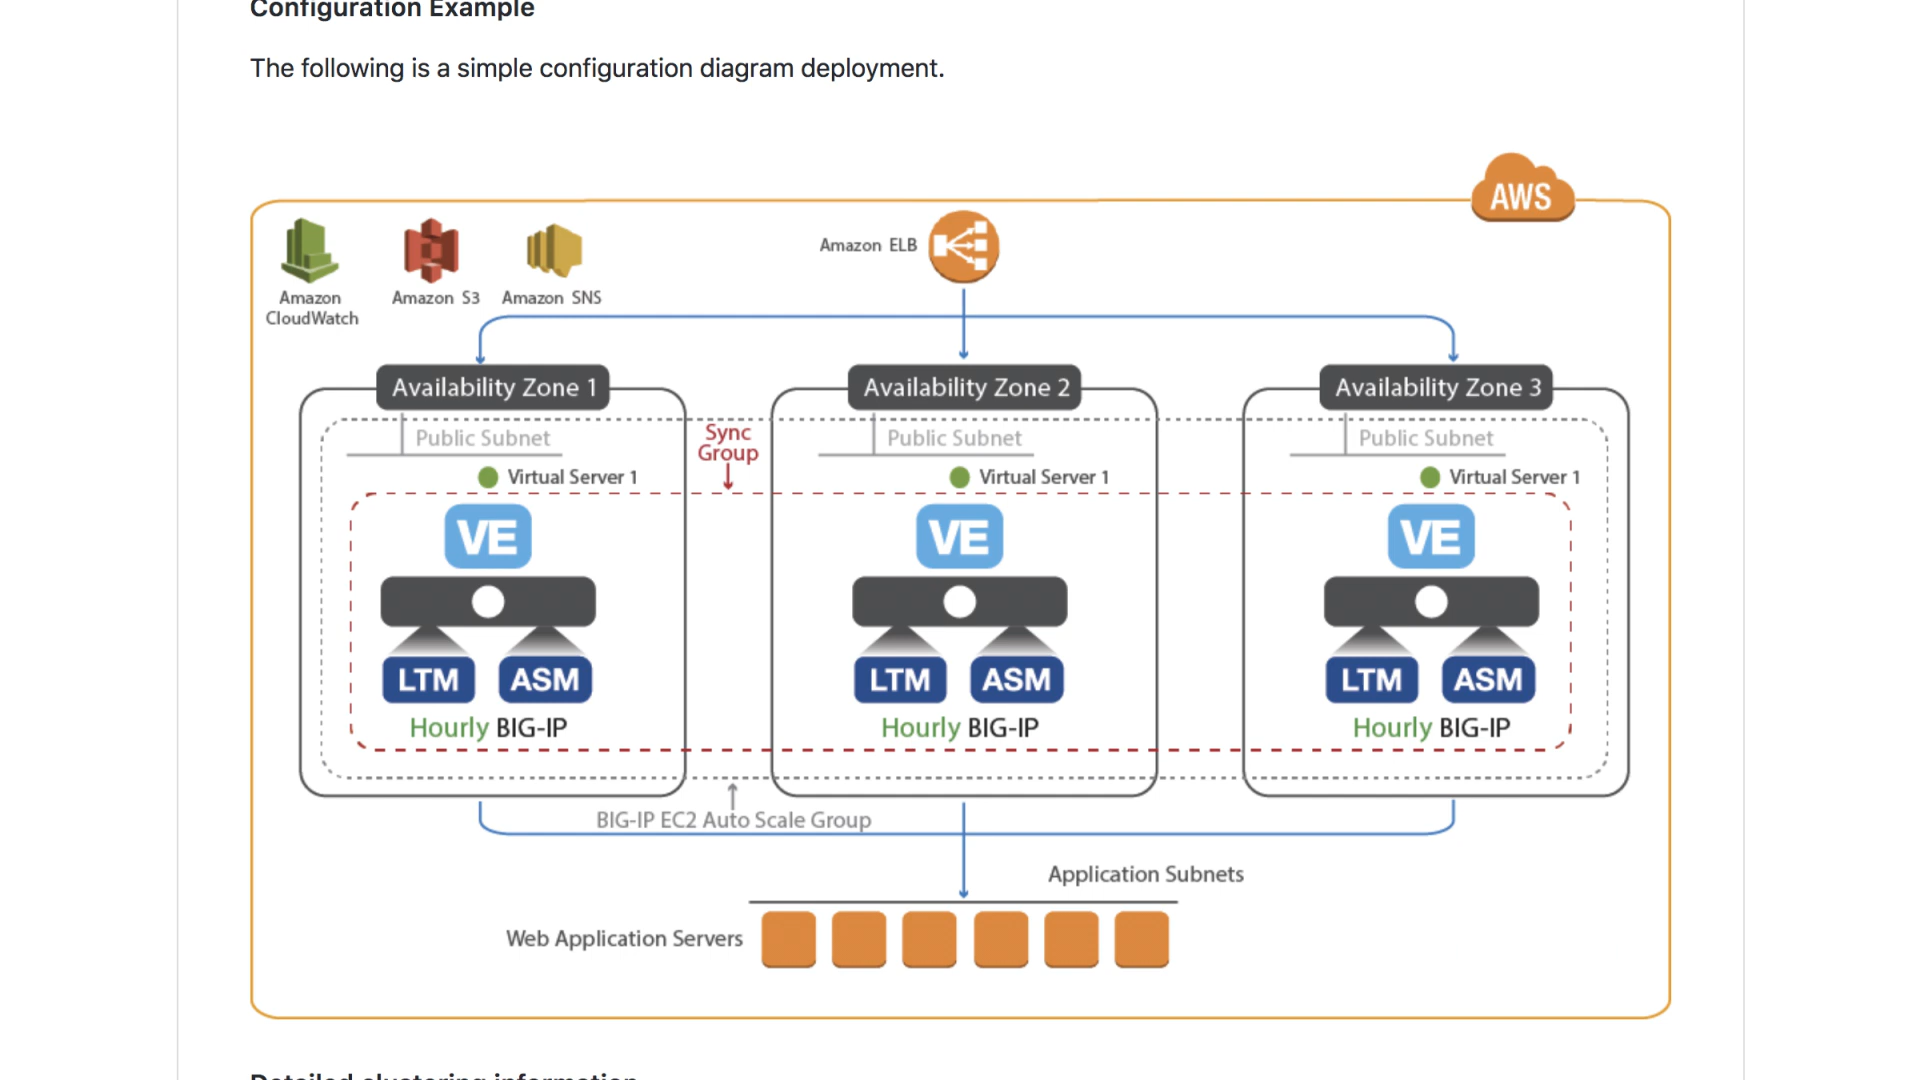 Configuration Example
The following is a simple configuration diagram deployment.
AWS
Amazon ELB
Amazon
CloudWatch
Amazon S3
Amazon SNS
Availability Zone 1
Availability Zone 2
Availability Zone 3
Public Subnet
Sync
Group
Public Subnet
Public Subnet
Virtual Server 1
Virtual Server 1
Virtual Server 1
VE
VE
VE
LTM
ASM
LTM
ASM
LTM
ASM
Hourly BIG-IP
Hourly BIG-IP
Hourly BIG-IP
BIG-IP EC2 Auto Scale Group
Application Subnets
Web Application Servers
Detailed clustering information